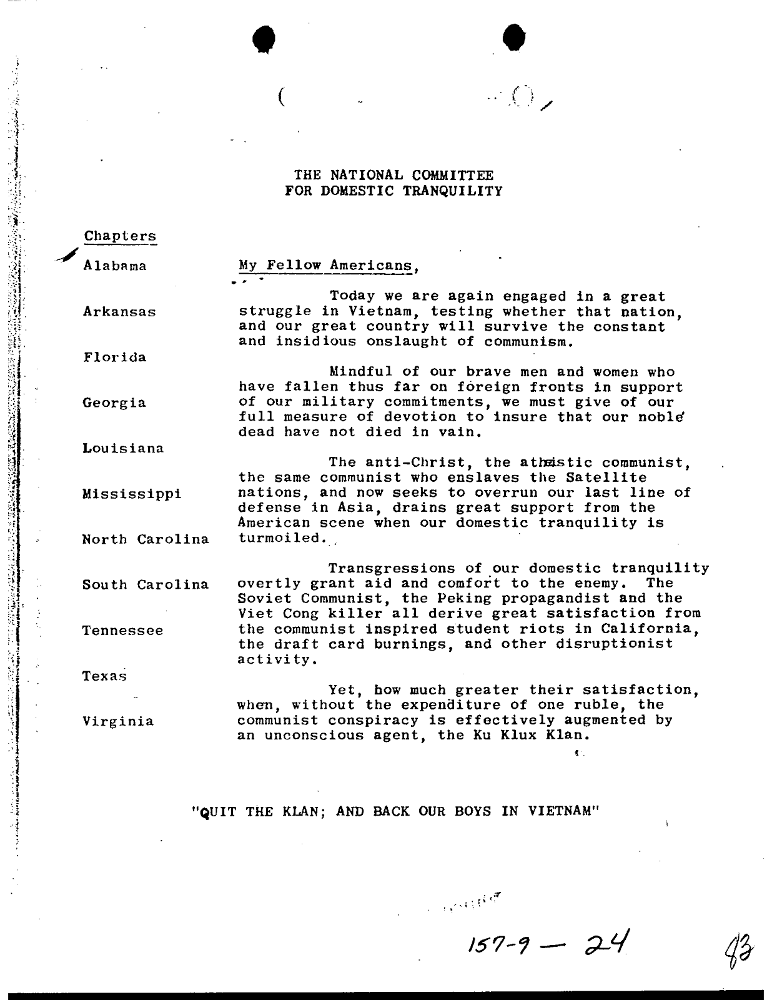 THE NATIONAL COMMITTEE
FOR DOMESTIC TRANQUILITY
Chapters
Alabama
Arkansas
Florida
Georgia
Louisiana
Mississippi
North Carolina
South Carolina
Tennessee
Texas
Virginia
My Fellow Americans,
Today we are again engaged in a great
struggle in Vietnam, testing whether that nation,
and our great country will survive the constant
and insidious onslaught of communism.
Mindful of our brave men and women who
have fallen thus far on foreign fronts in support
of our military commitments, we must give of our
full measure of devotion to insure that our noble
dead have not died in vain.
The anti-Christ, the atheistic communist,
the same communist who enslaves the Satellite
nations, and now seeks to overrun our last line of
defense in Asia, drains great support from the
American scene when our domestic tranquility is
turmoiled.
Transgressions of our domestic tranquility
overtly grant aid and comfort to the enemy. The
Soviet Communist, the Peking propagandist and the
Viet Cong killer all derive great satisfaction from
the communist inspired student riots in California,
the draft card burnings, and other disruptionist
activity.
Yet, how much greater their satisfaction,
when, without the expenditure of one ruble, the
communist conspiracy is effectively augmented by
an unconscious agent, the Ku Klux Klan.
"QUIT THE KLAN; AND BACK OUR BOYS IN VIETNAM"
157-9 — 24